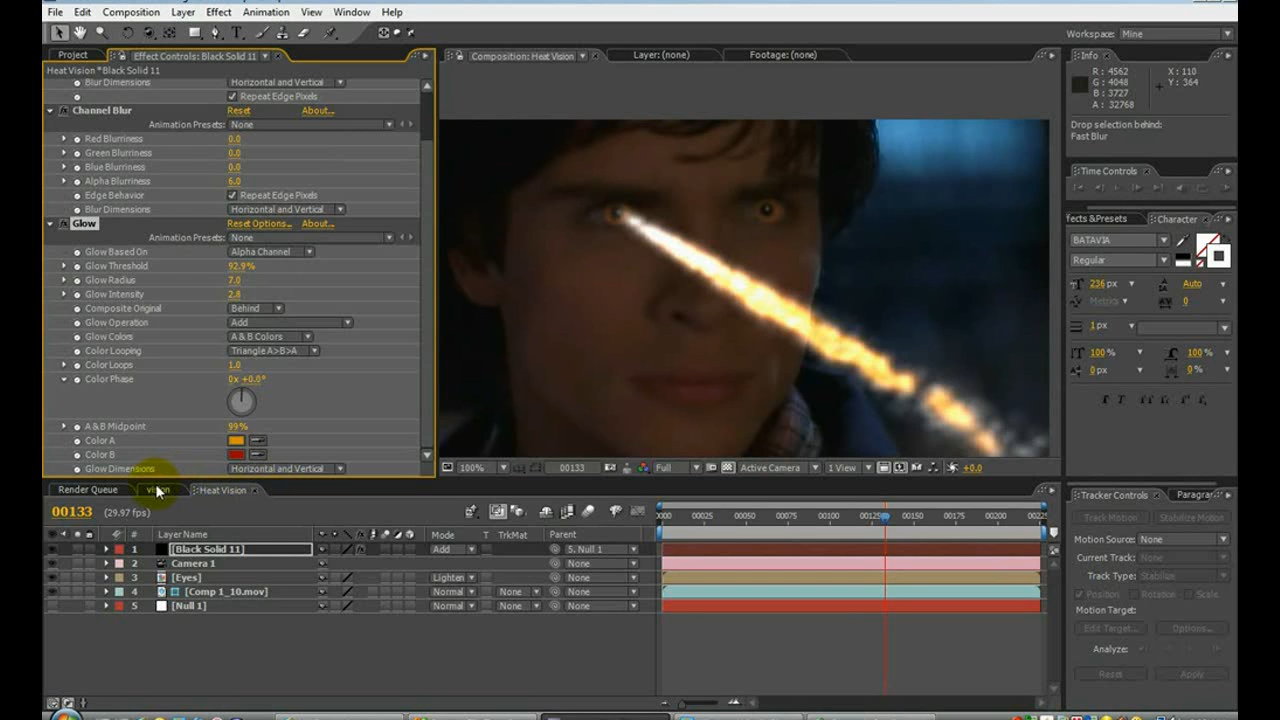 File Edit Composition Layer Effect Animation View Window Help
Workspace: Mine
Project Effect Controls: Black Solid 11
Composition: Heat Vision Layer: (none) Footage: (none)
Info
Heat Vision * Black Solid 11
Blur Dimensions Horizontal and Vertical
Repeat Edge Pixels
Channel Blur Reset About...
Animation Presets: None
Red Blurriness 0.0
Green Blurriness 0.0
Blue Blurriness 0.0
Alpha Blurriness 6.0
Edge Behavior Repeat Edge Pixels
Blur Dimensions Horizontal and Vertical
Glow Reset Options... About...
Animation Presets: None
Glow Based On Alpha Channel
Glow Threshold 92.9%
Glow Radius 7.0
Glow Intensity 2.8
Composite Original Behind
Glow Operation Add
Glow Colors A & B Colors
Color Looping Triangle A>B>A
Color Loops 1.0
Color Phase 0x +0.0°
A & B Midpoint 99%
Color A
Color B
Glow Dimensions Horizontal and Vertical
100% 00133 Full Active Camera 1 View +0.0
R: 4562 X: 110
G: 4048 Y: 364
B: 3727
A: 32768
Drop selection behind:
Fast Blur
Time Controls
ffects & Presets Character
BATAVIA
Regular
236 px Auto
Metrics 0
1 px
100 % 100 %
0 px 0 %
Render Queue vision Heat Vision
00133 (29.97 fps)
00025 00050 00075 00100 00125 00150 00175 00200
# Layer Name Mode T TrkMat Parent
1 [Black Solid 11] Add 5. Null 1
2 Camera 1 None
3 [Eyes] Lighten None
4 [Comp 1_10.mov] Normal None None
5 [Null 1] Normal None None
Tracker Controls Paragra
Track Motion Stabilize Motion
Motion Source: None
Current Track: None
Track Type: Stabilize
Position Rotation Scale
Motion Target:
Edit Target... Options...
Analyze:
Reset Apply